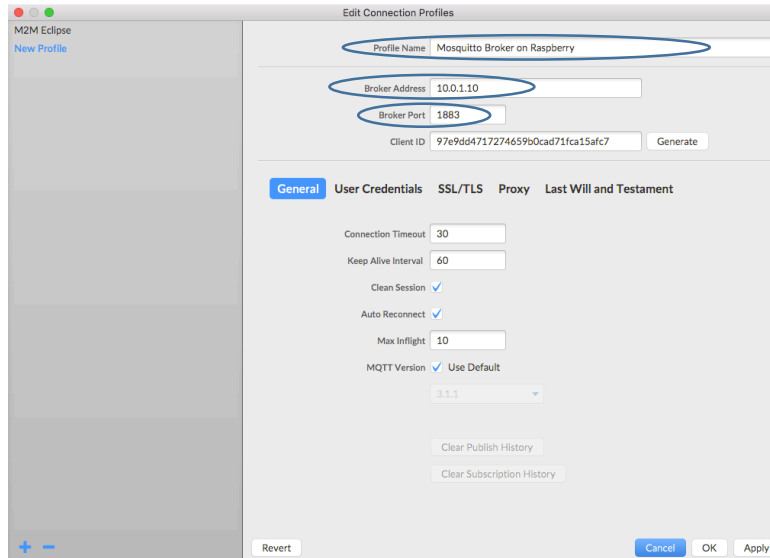 Edit Connection Profiles
M2M Eclipse
New Profile
Profile Name Mosquitto Broker on Raspberry
Broker Address 10.0.1.10
Broker Port 1883
Client ID 97e9dd4717274659b0cad71fca15afc7 Generate
General User Credentials SSL/TLS Proxy Last Will and Testament
Connection Timeout 30
Keep Alive Interval 60
Clean Session
Auto Reconnect
Max Inflight 10
MQTT Version Use Default
3.1.1
Clear Publish History
Clear Subscription History
Revert Cancel OK Apply